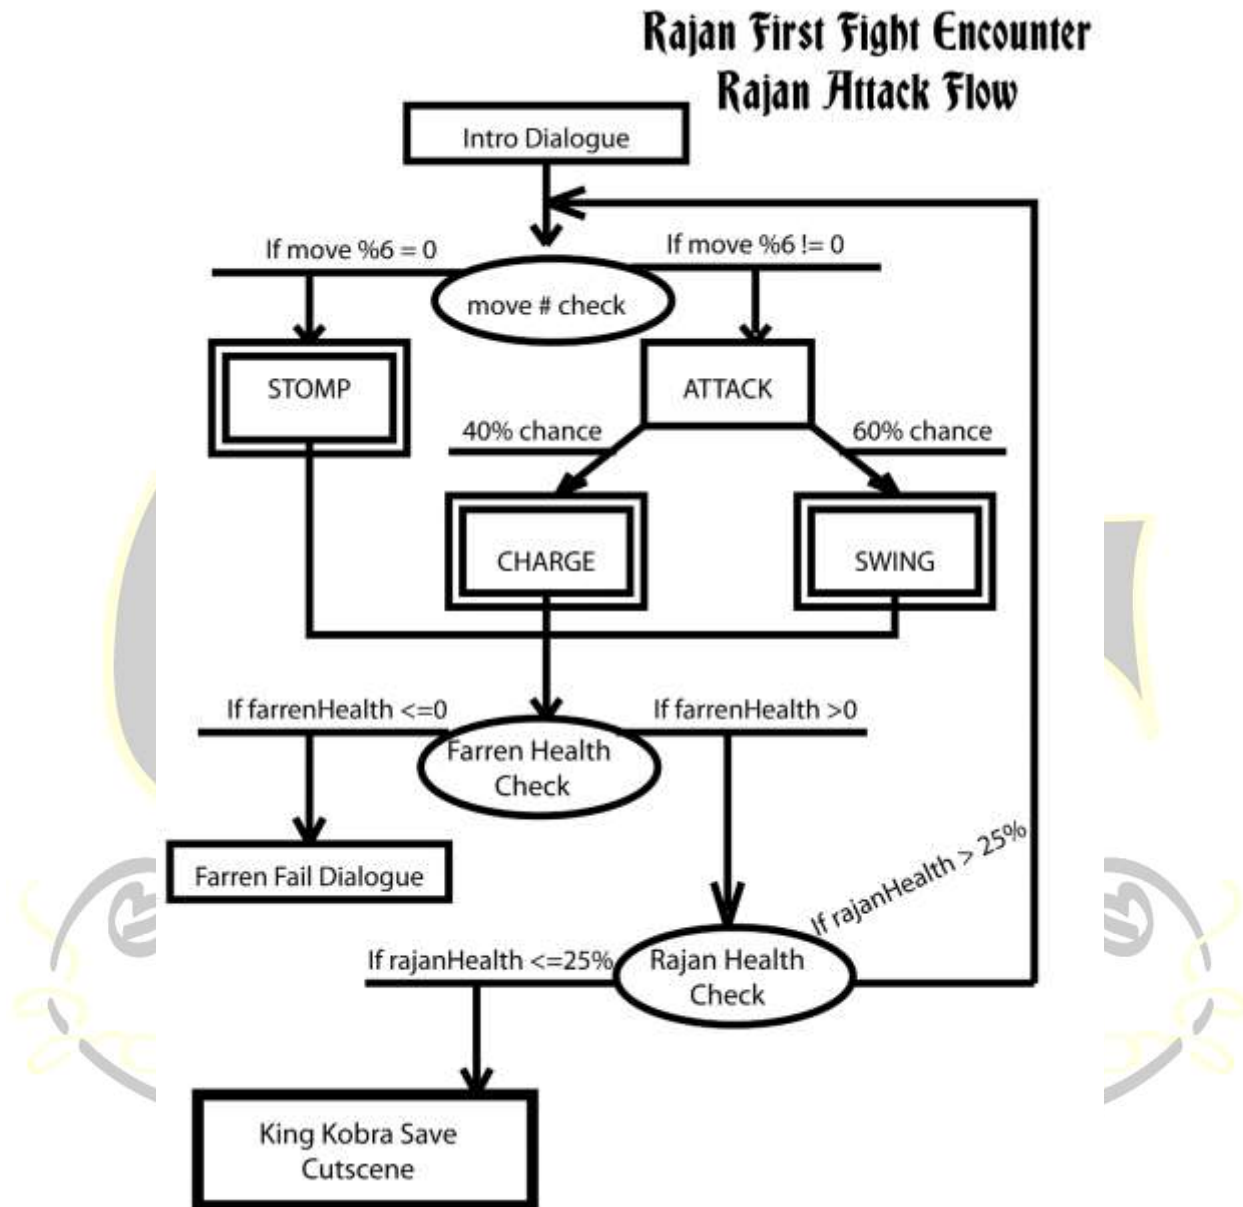 Rajan First Fight Encounter
Rajan Attack Flow
Intro Dialogue
If move %6 = 0
If move %6 != 0
move # check
STOMP
ATTACK
40% chance
60% chance
CHARGE
SWING
If farrenHealth <=0
If farrenHealth >0
Farren Health
Check
Farren Fail Dialogue
If rajanHealth > 25%
If rajanHealth <=25%
Rajan Health
Check
King Kobra Save
Cutscene